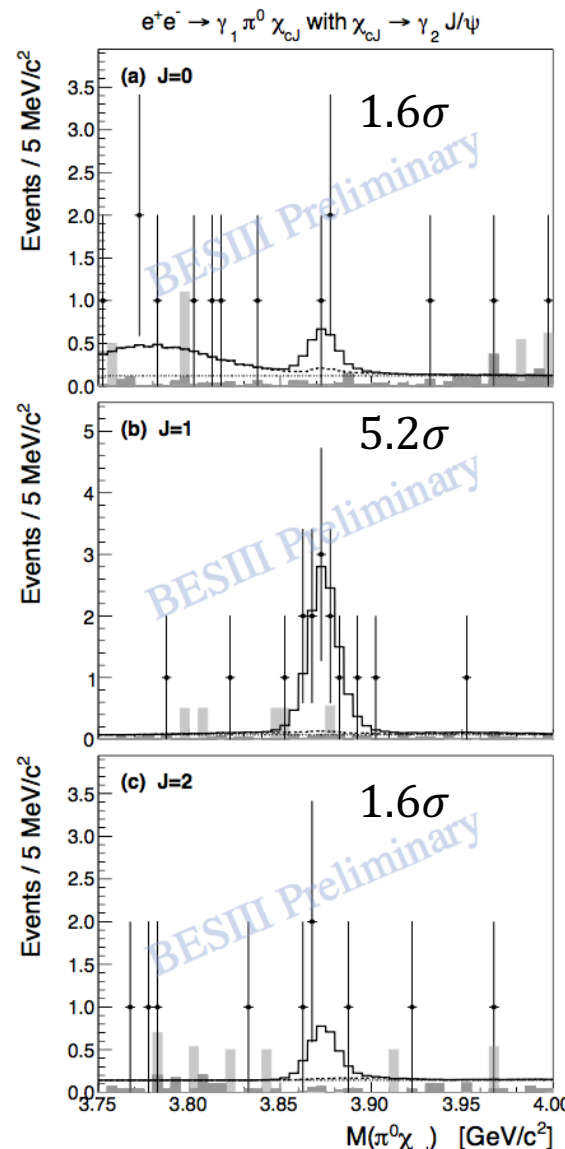 e⁺e⁻ → γ₁ π⁰ χcJ with χcJ → γ₂ J/ψ
(a) J=0
1.6σ
BESIII Preliminary
Events / 5 MeV/c²
3.5
3.0
2.5
2.0
1.5
1.0
0.5
0.0
(b) J=1
5.2σ
BESIII Preliminary
Events / 5 MeV/c²
5
4
3
2
1
0
(c) J=2
1.6σ
BESIII Preliminary
Events / 5 MeV/c²
3.5
3.0
2.5
2.0
1.5
1.0
0.5
0.0
3.75 3.80 3.85 3.90 3.95 4.00
M(π⁰χ ) [GeV/c²]